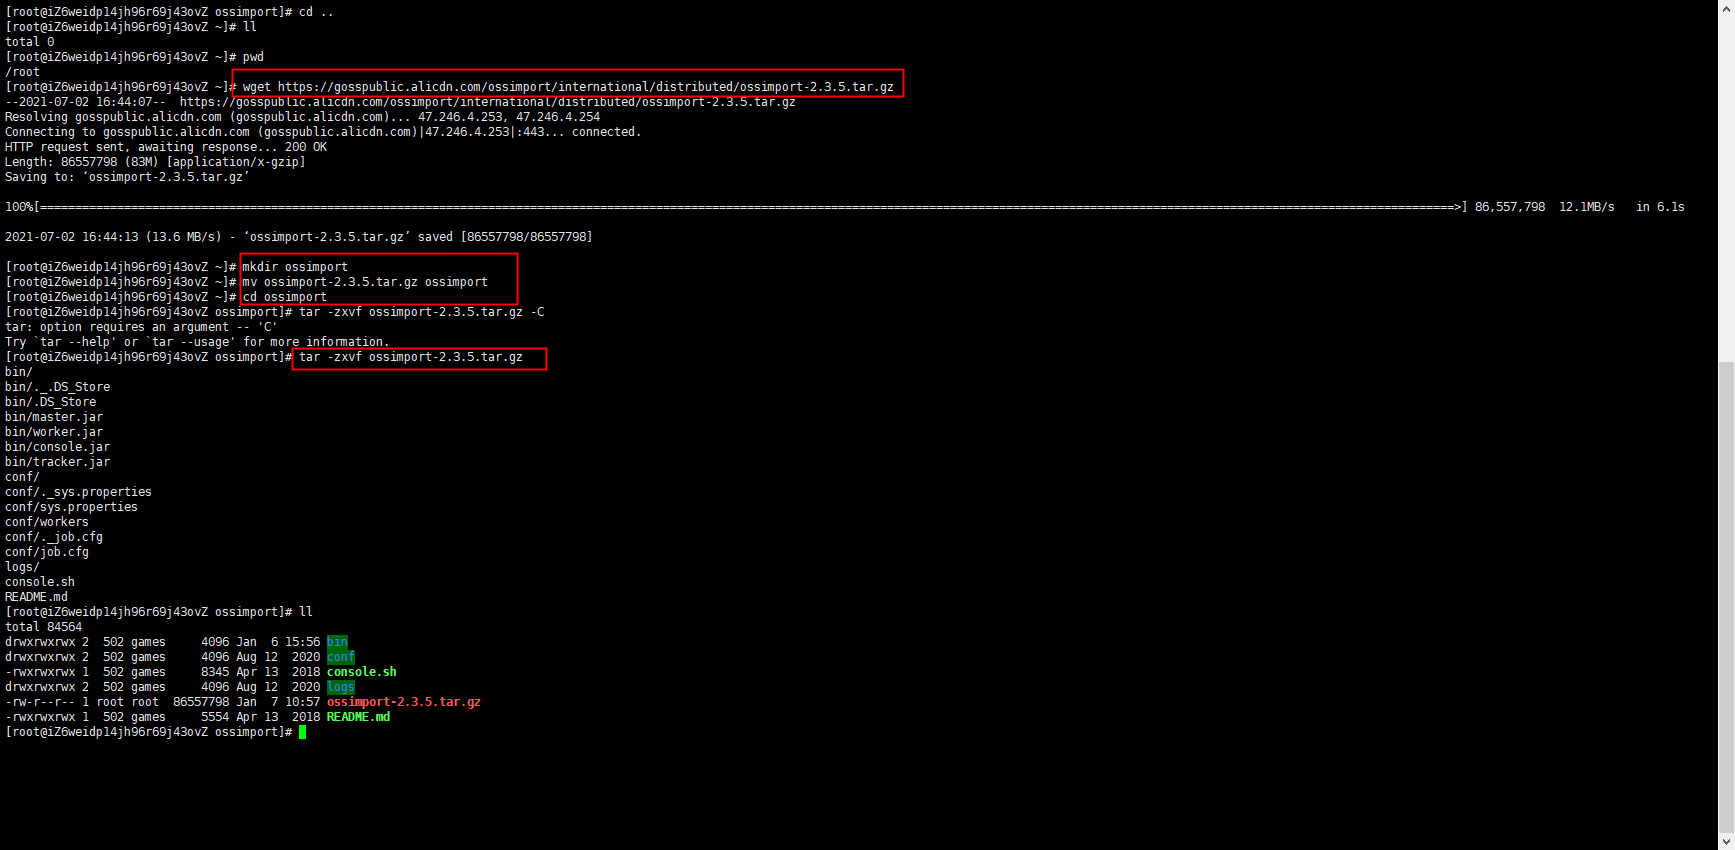 [root@iZ6weidp14jh96r69j43ovZ ossimport]# cd ..
[root@iZ6weidp14jh96r69j43ovZ ~]# ll
total 0
[root@iZ6weidp14jh96r69j43ovZ ~]# pwd
/root
[root@iZ6weidp14jh96r69j43ovZ ~]# wget https://gosspublic.alicdn.com/ossimport/international/distributed/ossimport-2.3.5.tar.gz
--2021-07-02 16:44:07--  https://gosspublic.alicdn.com/ossimport/international/distributed/ossimport-2.3.5.tar.gz
Resolving gosspublic.alicdn.com (gosspublic.alicdn.com)... 47.246.4.253, 47.246.4.254
Connecting to gosspublic.alicdn.com (gosspublic.alicdn.com)|47.246.4.253|:443... connected.
HTTP request sent, awaiting response... 200 OK
Length: 86557798 (83M) [application/x-gzip]
Saving to: ‘ossimport-2.3.5.tar.gz’
100%[==========================================================================================================================================================================================================>] 86,557,798  12.1MB/s   in 6.1s
2021-07-02 16:44:13 (13.6 MB/s) - ‘ossimport-2.3.5.tar.gz’ saved [86557798/86557798]
[root@iZ6weidp14jh96r69j43ovZ ~]# mkdir ossimport
[root@iZ6weidp14jh96r69j43ovZ ~]# mv ossimport-2.3.5.tar.gz ossimport
[root@iZ6weidp14jh96r69j43ovZ ~]# cd ossimport
[root@iZ6weidp14jh96r69j43ovZ ossimport]# tar -zxvf ossimport-2.3.5.tar.gz -C
tar: option requires an argument -- 'C'
Try `tar --help' or `tar --usage' for more information.
[root@iZ6weidp14jh96r69j43ovZ ossimport]# tar -zxvf ossimport-2.3.5.tar.gz
bin/
bin/._.DS_Store
bin/.DS_Store
bin/master.jar
bin/worker.jar
bin/console.jar
bin/tracker.jar
conf/
conf/._sys.properties
conf/sys.properties
conf/workers
conf/._job.cfg
conf/job.cfg
logs/
console.sh
README.md
[root@iZ6weidp14jh96r69j43ovZ ossimport]# ll
total 84564
drwxrwxrwx 2  502 games     4096 Jan  6 15:56 bin
drwxrwxrwx 2  502 games     4096 Aug 12  2020 conf
-rwxrwxrwx 1  502 games     8345 Apr 13  2018 console.sh
drwxrwxrwx 2  502 games     4096 Aug 12  2020 logs
-rw-r--r-- 1 root root  86557798 Jan  7 10:57 ossimport-2.3.5.tar.gz
-rwxrwxrwx 1  502 games     5554 Apr 13  2018 README.md
[root@iZ6weidp14jh96r69j43ovZ ossimport]#